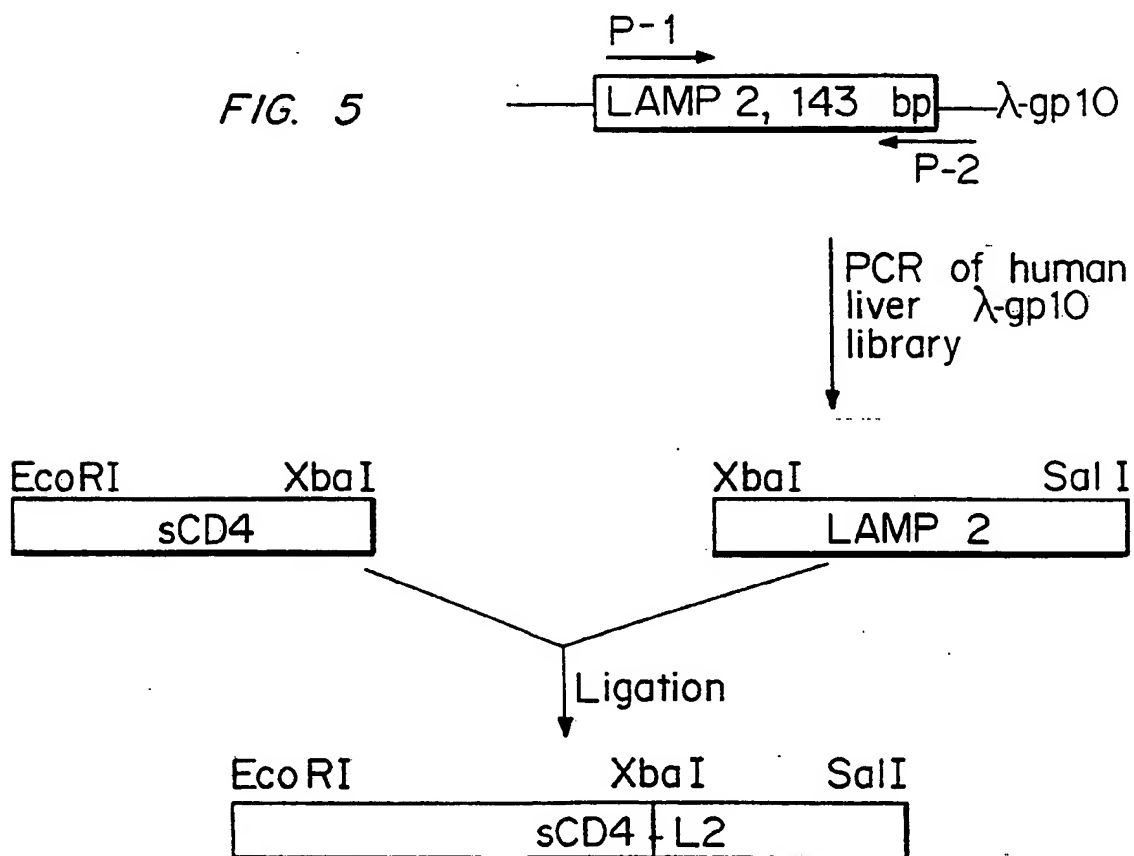 P-1
FIG. 5
LAMP 2, 143 bp
λ-gp10
P-2
PCR of human
liver λ-gp10
library
EcoRI XbaI
sCD4
XbaI Sal I
LAMP 2
Ligation
EcoRI XbaI SalI
sCD4-L2